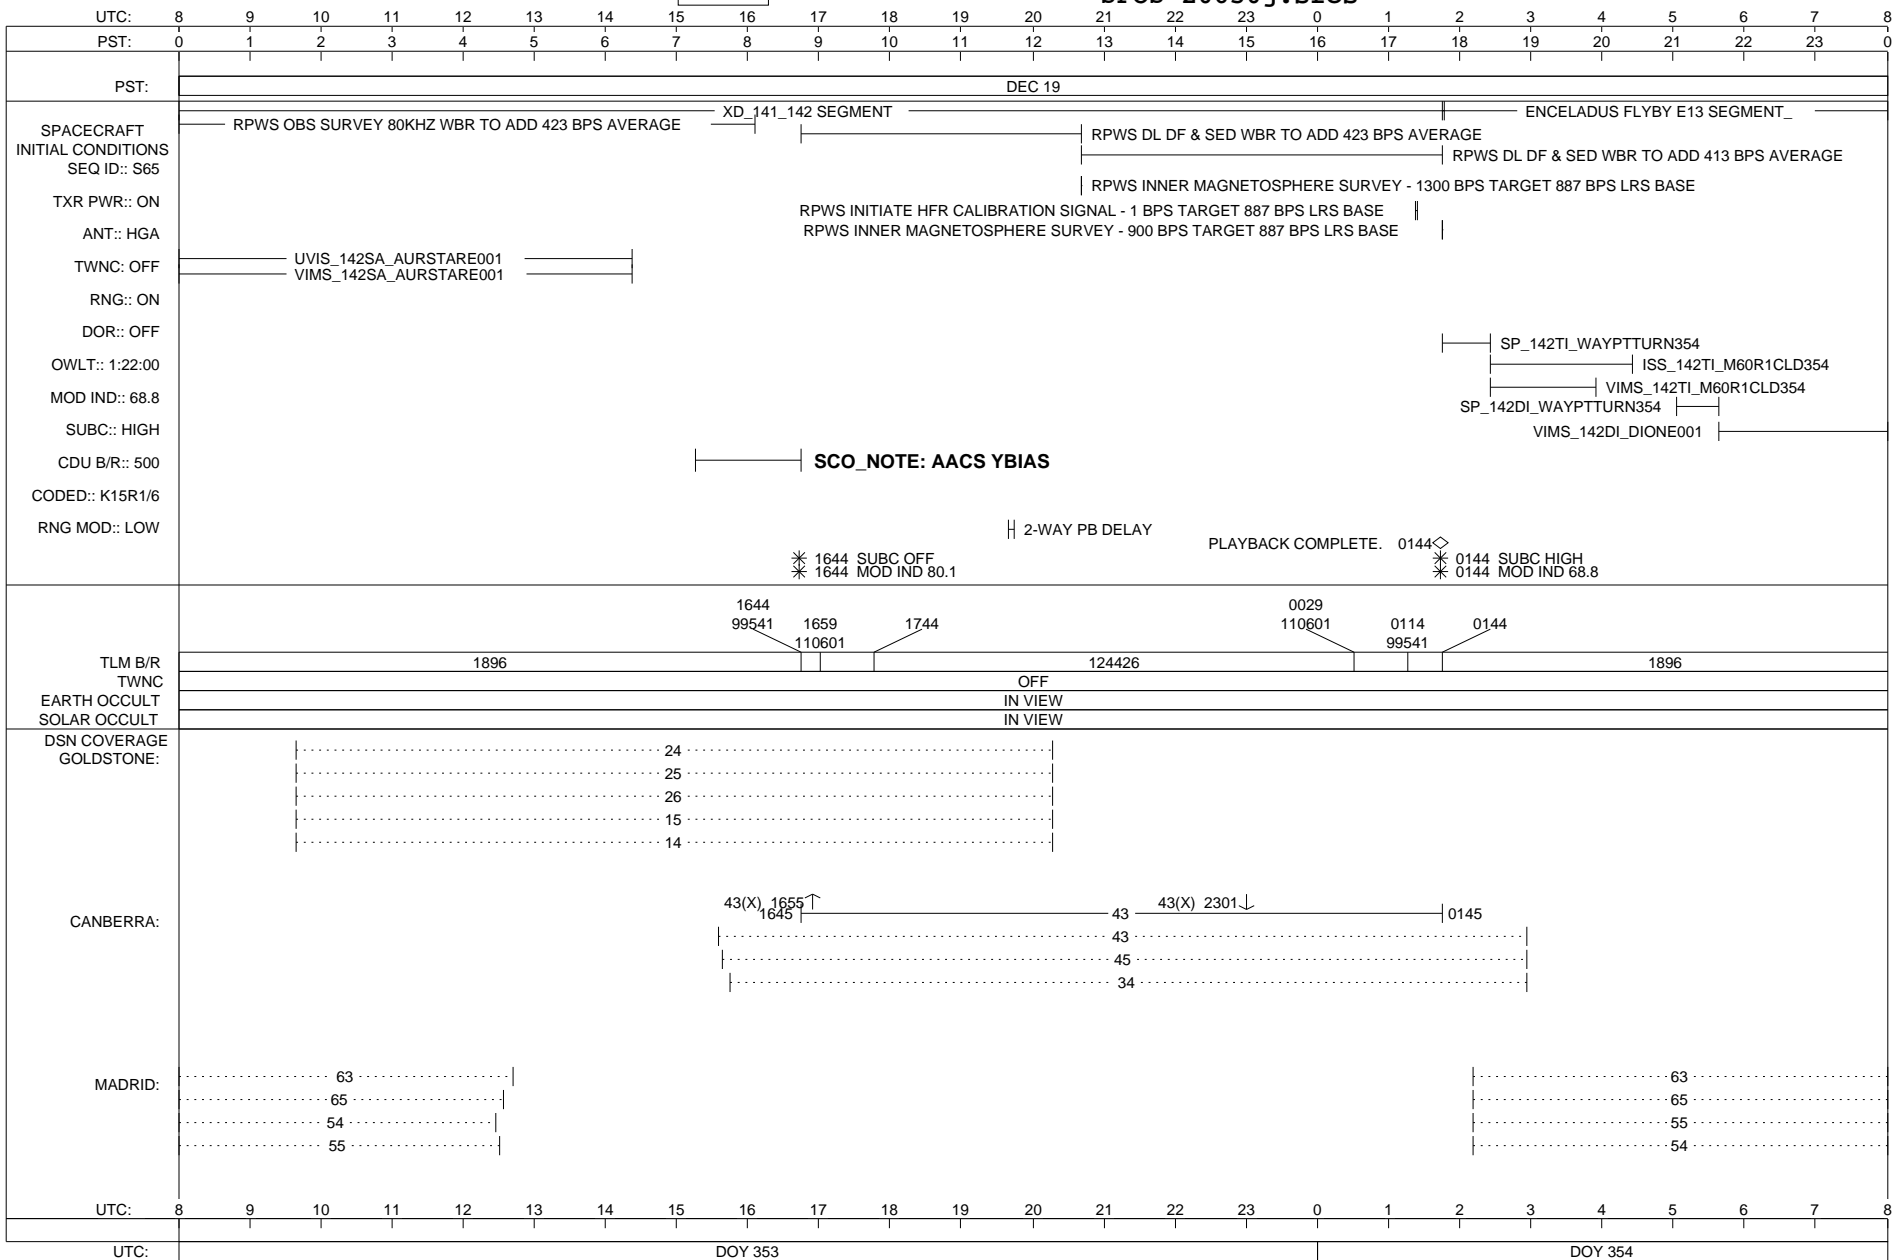 UTC: 8 9 10 11 12 13 14 15 16 17 18 19 20 21 22 23 0 1 2 3 4 5 6 7 8
PST: 0 1 2 3 4 5 6 7 8 9 10 11 12 13 14 15 16 17 18 19 20 21 22 23 0
PST: DEC 19
XD_141_142 SEGMENT ENCELADUS FLYBY E13 SEGMENT_
SPACECRAFT
INITIAL CONDITIONS
SEQ ID:: S65
TXR PWR:: ON
ANT:: HGA
TWNC: OFF
RNG:: ON
DOR:: OFF
OWLT:: 1:22:00
MOD IND:: 68.8
SUBC:: HIGH
CDU B/R:: 500
CODED:: K15R1/6
RNG MOD:: LOW
RPWS OBS SURVEY 80KHZ WBR TO ADD 423 BPS AVERAGE
RPWS DL DF & SED WBR TO ADD 423 BPS AVERAGE
RPWS DL DF & SED WBR TO ADD 413 BPS AVERAGE
RPWS INNER MAGNETOSPHERE SURVEY - 1300 BPS TARGET 887 BPS LRS BASE
RPWS INITIATE HFR CALIBRATION SIGNAL - 1 BPS TARGET 887 BPS LRS BASE
RPWS INNER MAGNETOSPHERE SURVEY - 900 BPS TARGET 887 BPS LRS BASE
UVIS_142SA_AURSTARE001
VIMS_142SA_AURSTARE001
SP_142TI_WAYPTTURN354
ISS_142TI_M60R1CLD354
VIMS_142TI_M60R1CLD354
SP_142DI_WAYPTTURN354
VIMS_142DI_DIONE001
SCO_NOTE: AACS YBIAS
2-WAY PB DELAY
PLAYBACK COMPLETE. 0144
1644 SUBC OFF 0144 SUBC HIGH
1644 MOD IND 80.1 0144 MOD IND 68.8
1644 0029
99541 1659 1744 110601 0114 0144
110601 99541
TLM B/R 1896 124426 1896
TWNC OFF
EARTH OCCULT IN VIEW
SOLAR OCCULT IN VIEW
DSN COVERAGE
GOLDSTONE: 24
25
26
15
14
43(X) 1655 43(X) 2301
CANBERRA: 1645 43 0145
43
45
34
MADRID: 63 63
65 65
54 55
55 54
UTC: 8 9 10 11 12 13 14 15 16 17 18 19 20 21 22 23 0 1 2 3 4 5 6 7 8
UTC: DOY 353 DOY 354